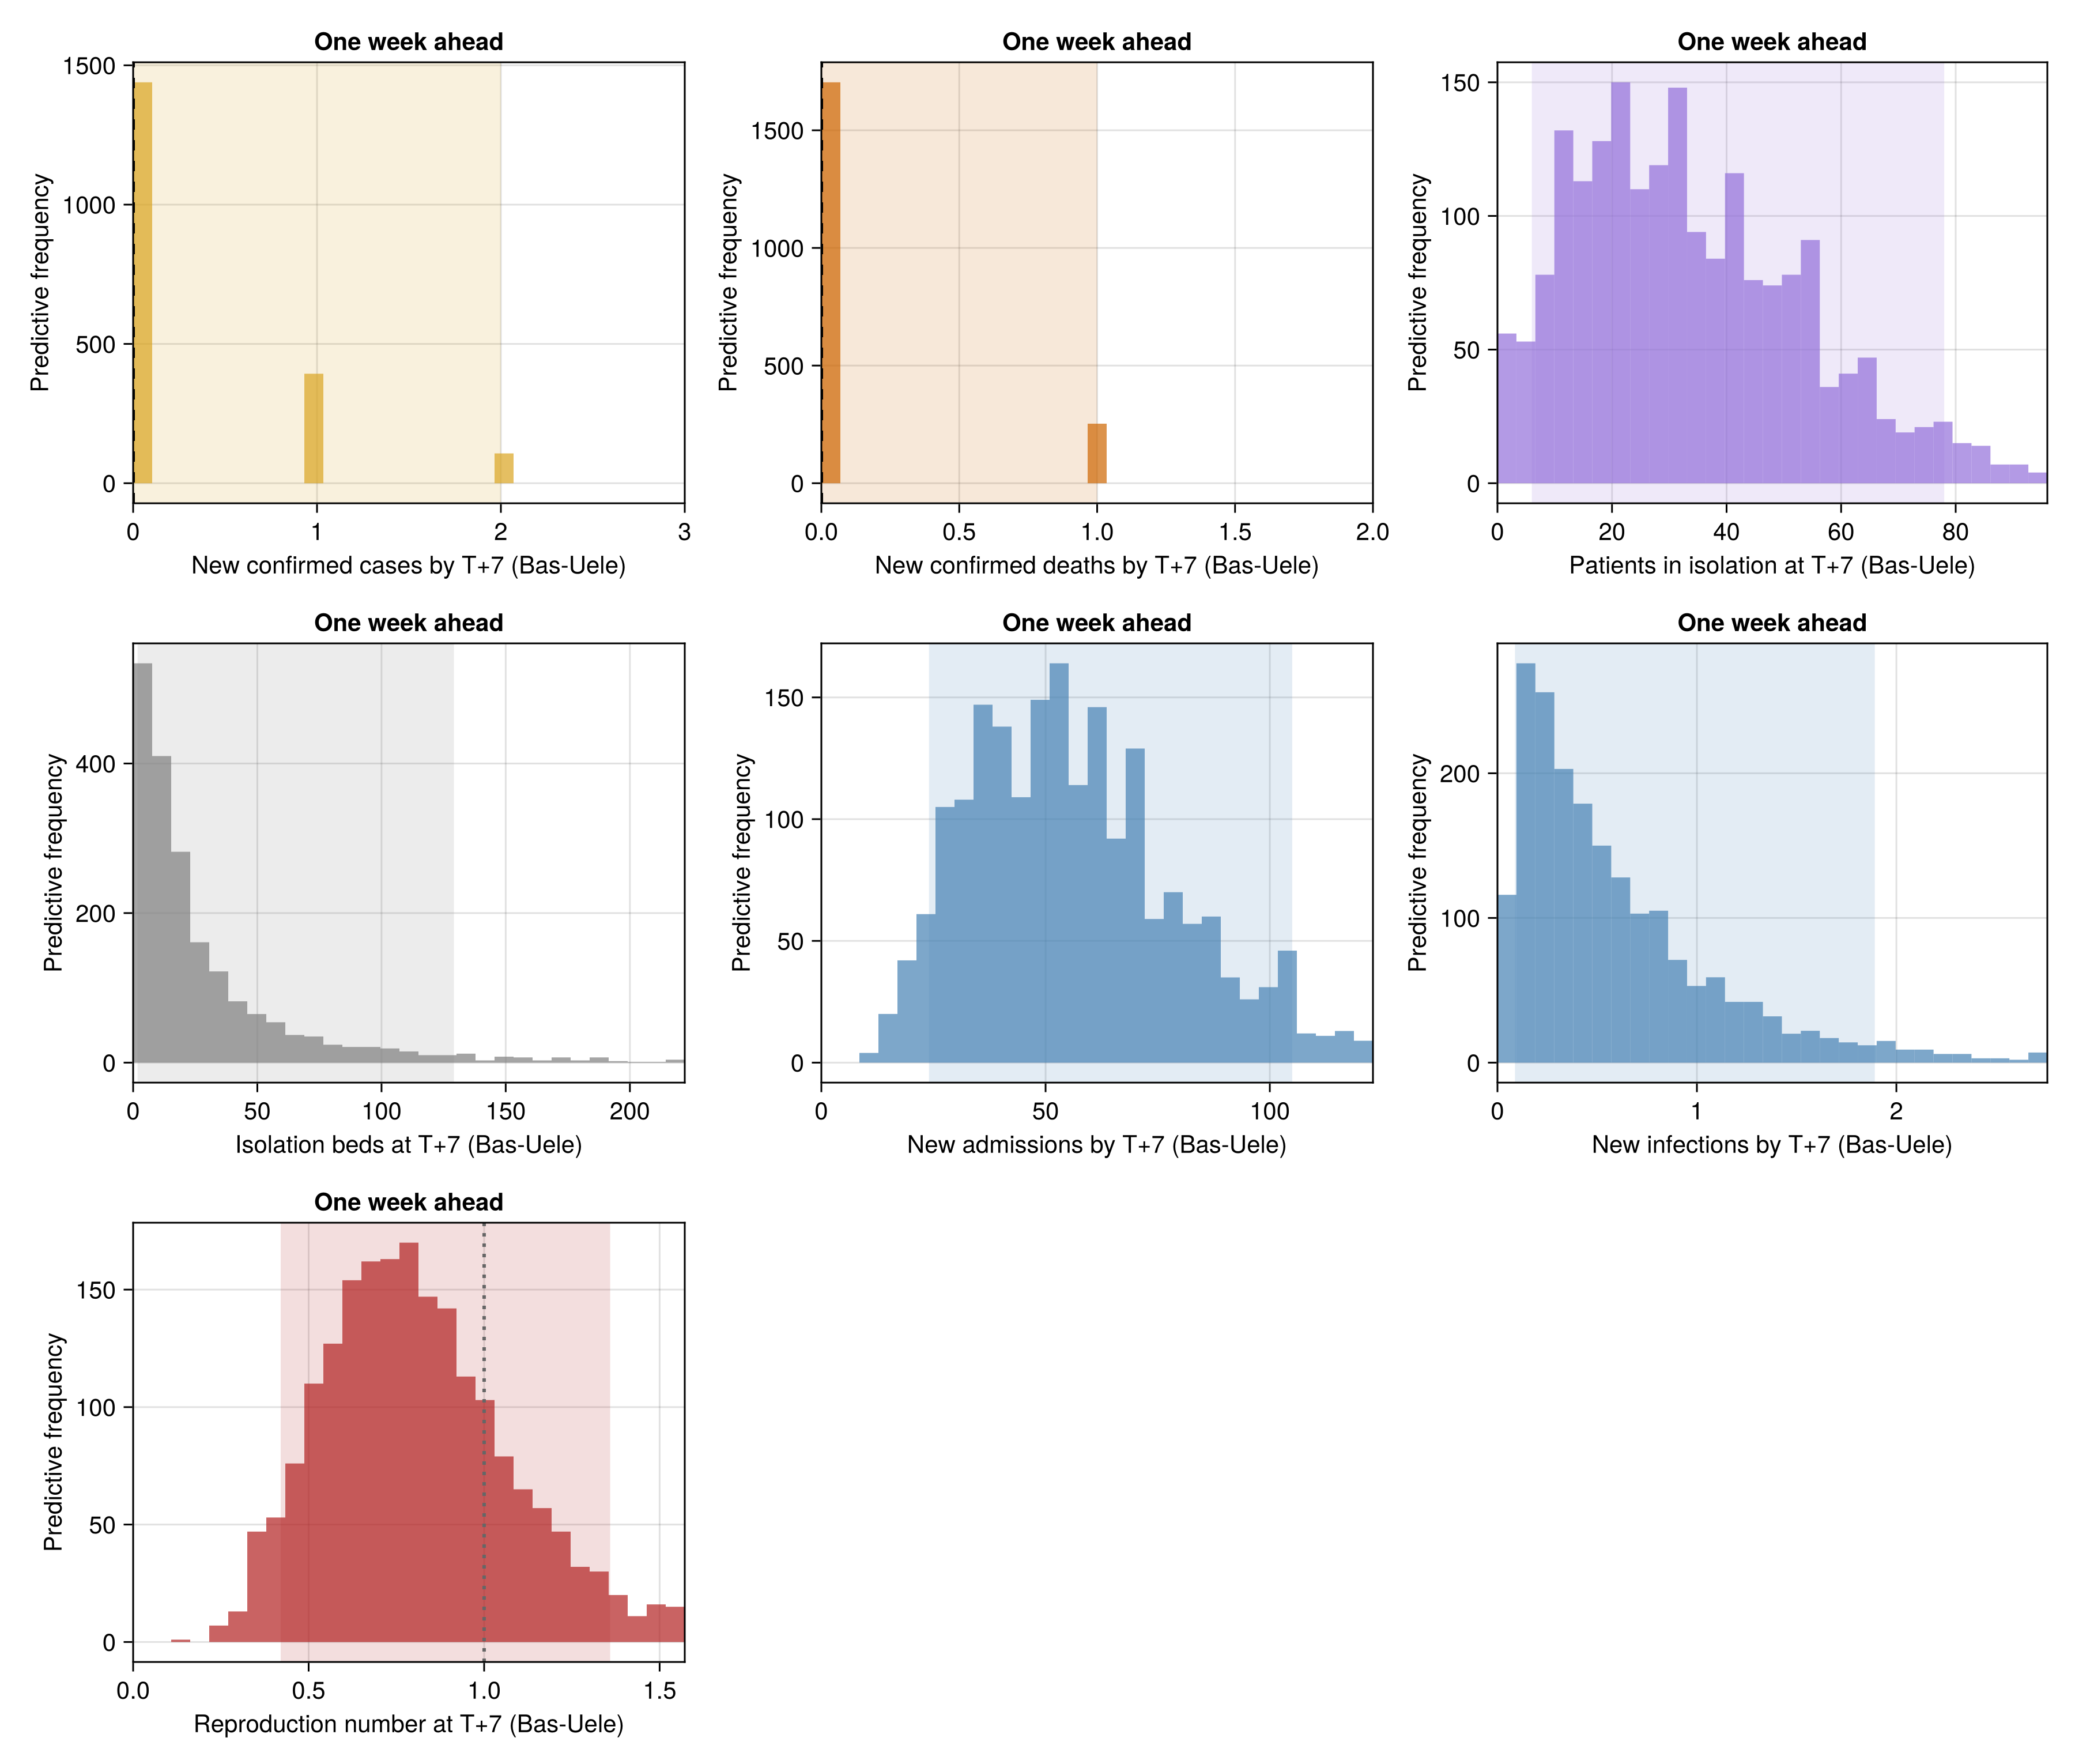 One week ahead
One week ahead
One week ahead
Predictive frequency
1500
1000
500
0
0 1 2 3
New confirmed cases by T+7 (Bas-Uele)
Predictive frequency
1500
1000
500
0
0.0 0.5 1.0 1.5 2.0
New confirmed deaths by T+7 (Bas-Uele)
Predictive frequency
150
100
50
0
0 20 40 60 80
Patients in isolation at T+7 (Bas-Uele)
One week ahead
One week ahead
One week ahead
Predictive frequency
400
200
0
0 50 100 150 200
Isolation beds at T+7 (Bas-Uele)
Predictive frequency
150
100
50
0
0 50 100
New admissions by T+7 (Bas-Uele)
Predictive frequency
200
100
0
0 1 2
New infections by T+7 (Bas-Uele)
One week ahead
Predictive frequency
150
100
50
0
0.0 0.5 1.0 1.5
Reproduction number at T+7 (Bas-Uele)